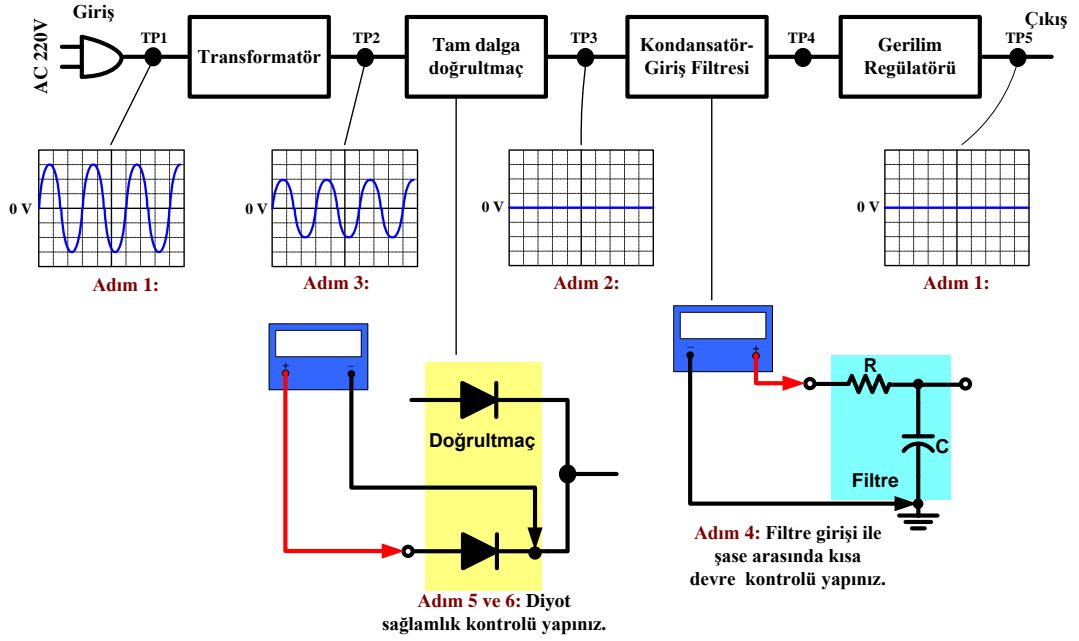 Giriş
AC 220V
TP1
Transformatör
TP2
Tam dalga
doğrultmaç
TP3
Kondansatör-
Giriş Filtresi
TP4
Gerilim
Regülatörü
Çıkış
TP5
0 V
Adım 1:
0 V
Adım 3:
0 V
Adım 2:
0 V
Adım 1:
+ −
Doğrultmaç
Adım 5 ve 6: Diyot
sağlamlık kontrolü yapınız.
− +
R
C
Filtre
Adım 4: Filtre girişi ile
şase arasında kısa
devre kontrolü yapınız.